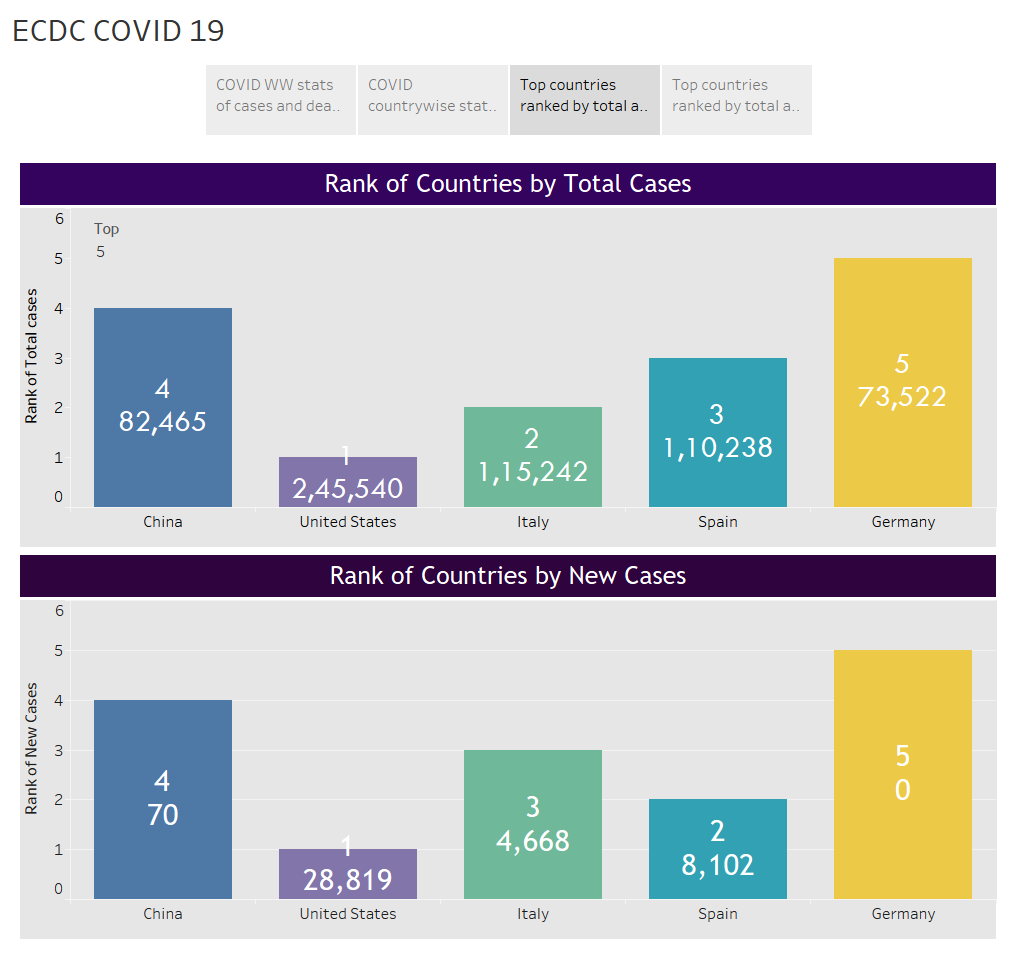 ECDC COVID 19
COVID WW stats
of cases and dea..
COVID
countrywise stat..
Top countries
ranked by total a..
Top countries
ranked by total a..
Rank of Countries by Total Cases
Rank of Total cases
6
5
4
3
2
1
0
Top
5
4
82,465
1
2,45,540
2
1,15,242
3
1,10,238
5
73,522
China
United States
Italy
Spain
Germany
Rank of Countries by New Cases
Rank of New Cases
6
5
4
3
2
1
0
4
70
1
28,819
3
4,668
2
8,102
5
0
China
United States
Italy
Spain
Germany